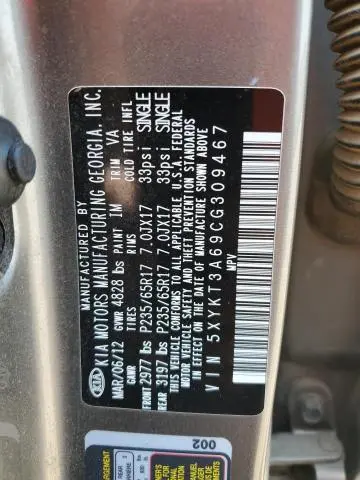 MANUFACTURED BY
KIA KIA MOTORS MANUFACTURING GEORGIA, INC.
MAR/06/12 GVWR 4828 lbs PAINT IM TRIM VA
GAWR TIRES RIMS COLD TIRE INFL
FRONT 2977 lbs P235/65R17 7.0JX17 33psi SINGLE
REAR 3197 lbs P235/65R17 7.0JX17 33psi SINGLE
THIS VEHICLE CONFORMS TO ALL APPLICABLE U.S.A. FEDERAL
MOTOR VEHICLE SAFETY AND THEFT PREVENTION STANDARDS
IN EFFECT ON THE DATE OF MANUFACTURE SHOWN ABOVE
VIN 5XYKT3A69CG309467
MPV
002
REAR